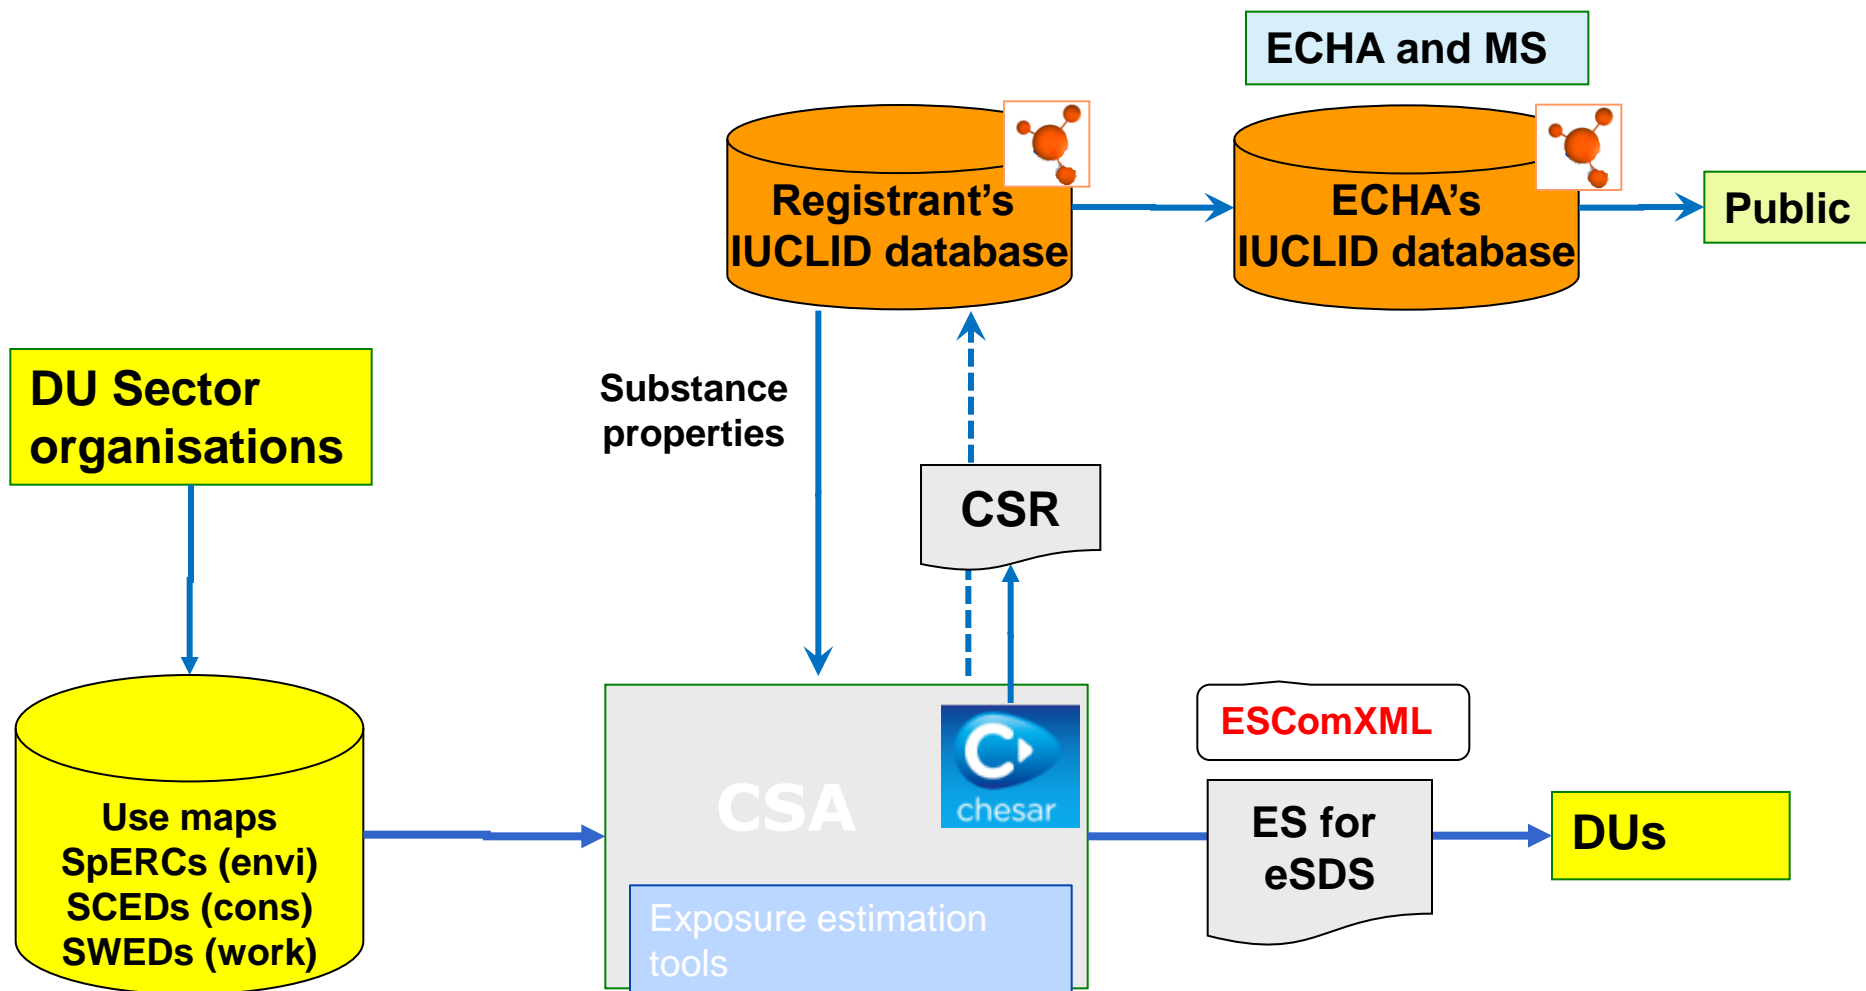 ECHA and MS
Registrant's
IUCLID database
ECHA's
IUCLID database
Public
DU Sector
organisations
Substance
properties
CSR
Use maps
SpERCs (envi)
SCEDs (cons)
SWEDs (work)
CSA
chesar
Exposure estimation
tools
ESComXML
ES for
eSDS
DUs